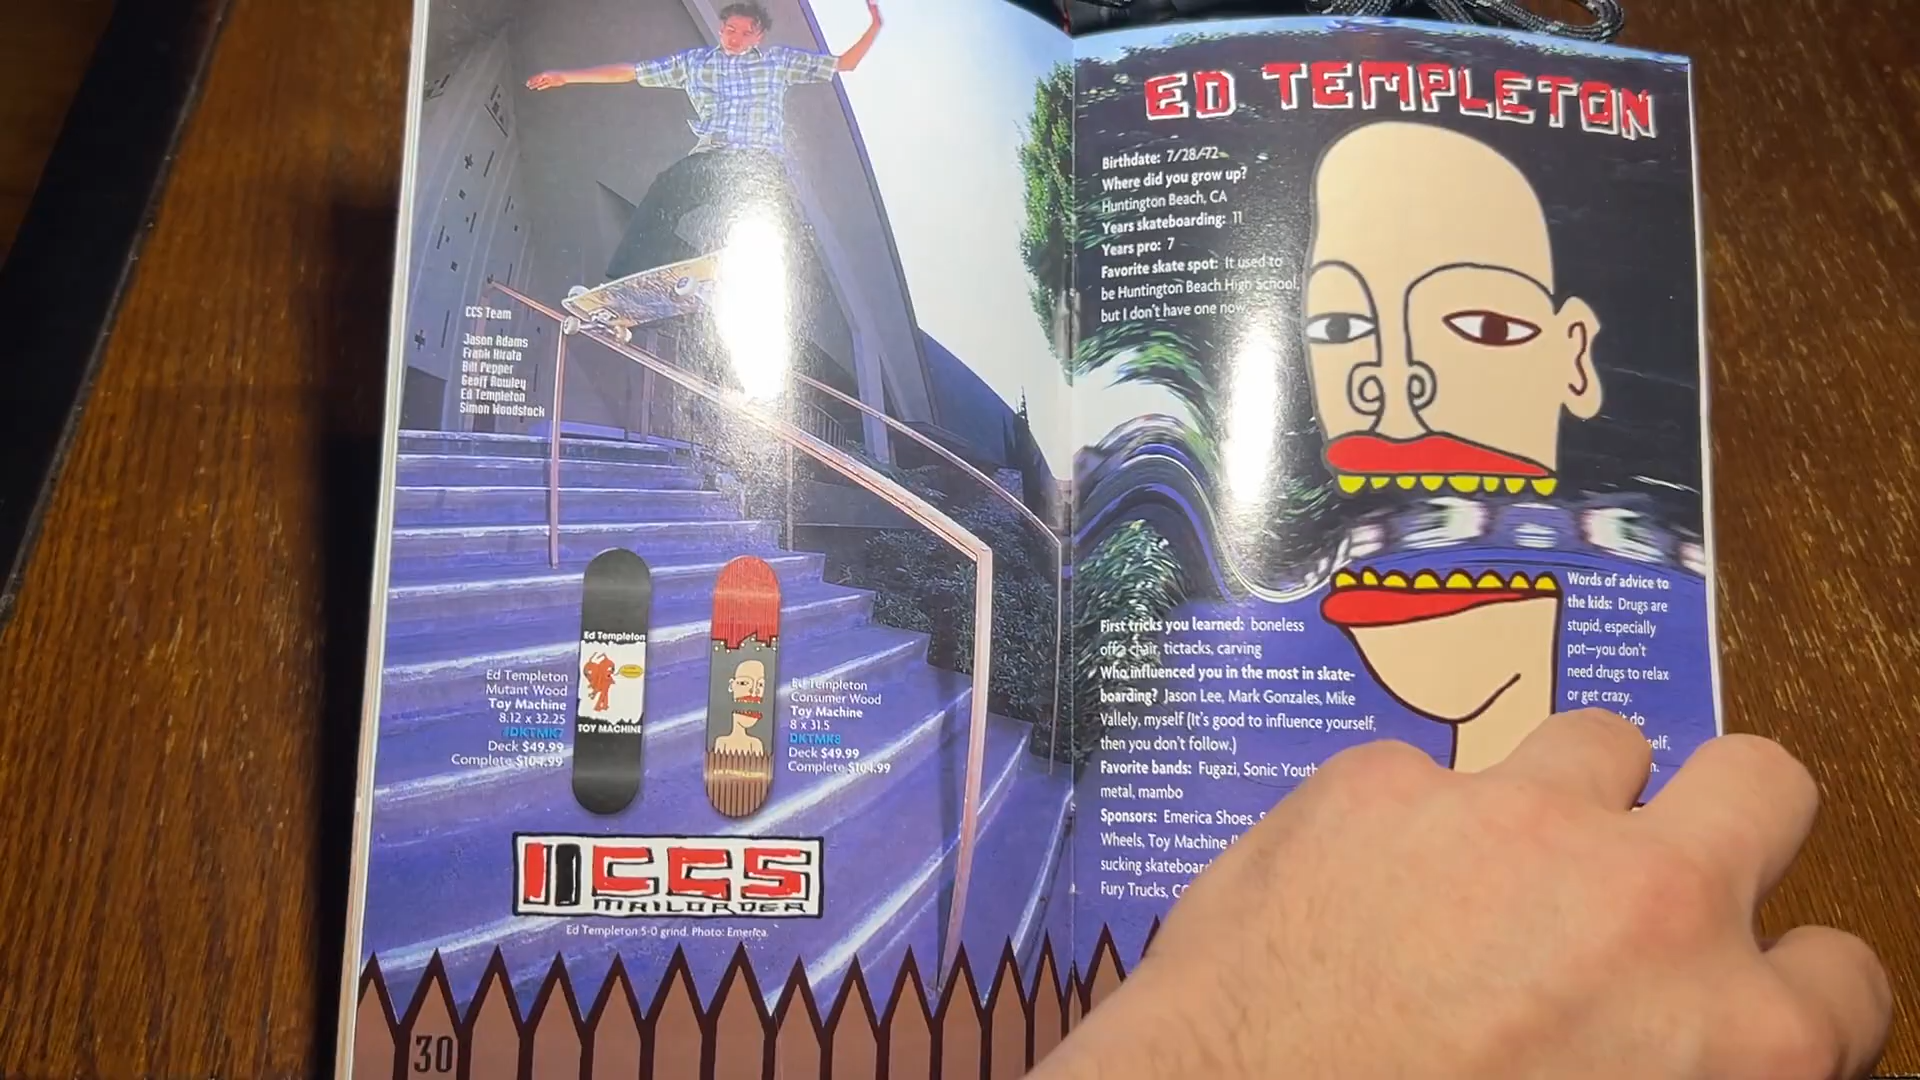 CCS Team
Jason Adams
Frank Hirata
Bill Pepper
Geoff Rowley
Ed Templeton
Simon Woodstock
Ed Templeton
TOY MACHINE
Ed Templeton
Mutant Wood
Toy Machine
8.12 x 32.25
#DKTMK7
Deck $49.99
Complete $104.99
Ed Templeton
Consumer Wood
Toy Machine
8 x 31.5
DKTMK8
Deck $49.99
Complete $104.99
CCS
MAILORDER
Ed Templeton 5-0 grind. Photo: Emerica.
30
ED TEMPLETON
Birthdate: 7/28/72
Where did you grow up?
Huntington Beach, CA
Years skateboarding: 11
Years pro: 7
Favorite skate spot: It used to
be Huntington Beach High School,
but I don't have one now.
First tricks you learned: boneless
off a chair, tictacks, carving
Who influenced you in the most in skate-
boarding? Jason Lee, Mark Gonzales, Mike
Vallely, myself (It's good to influence yourself,
then you don't follow.)
Favorite bands: Fugazi, Sonic Youth
metal, mambo
Sponsors: Emerica Shoes,
Wheels, Toy Machine
sucking skateboar
Fury Trucks,
Words of advice to
the kids: Drugs are
stupid, especially
pot—you don't
need drugs to relax
or get crazy.
do
self,